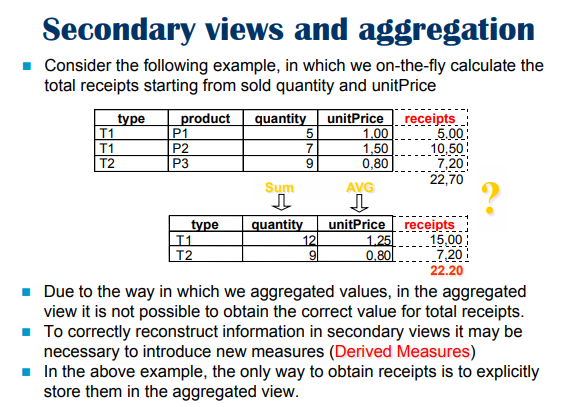 Secondary views and aggregation
Consider the following example, in which we on-the-fly calculate the
total receipts starting from sold quantity and unitPrice
type product quantity unitPrice receipts
T1 P1 5 1,00 5,00
T1 P2 7 1,50 10,50
T2 P3 9 0,80 7,20
22,70
Sum AVG ?
type quantity unitPrice receipts
T1 12 1,25 15,00
T2 9 0,80 7,20
22.20
Due to the way in which we aggregated values, in the aggregated
view it is not possible to obtain the correct value for total receipts.
To correctly reconstruct information in secondary views it may be
necessary to introduce new measures (Derived Measures)
In the above example, the only way to obtain receipts is to explicitly
store them in the aggregated view.